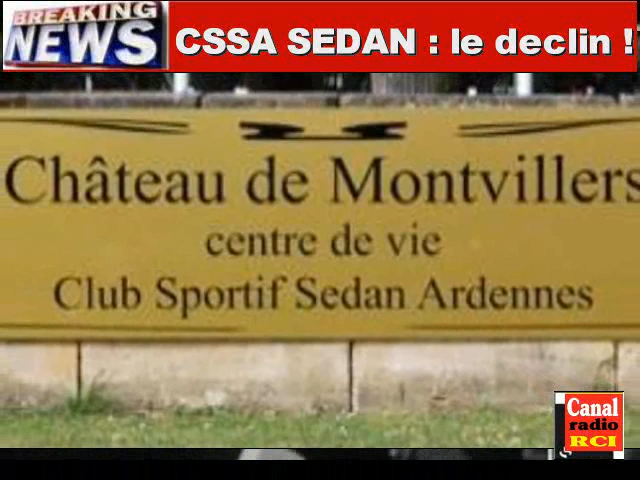 BREAKING
NEWS
CSSA SEDAN : le declin !
Château de Montvillers
centre de vie
Club Sportif Sedan Ardennes
Canal
radio
RCI